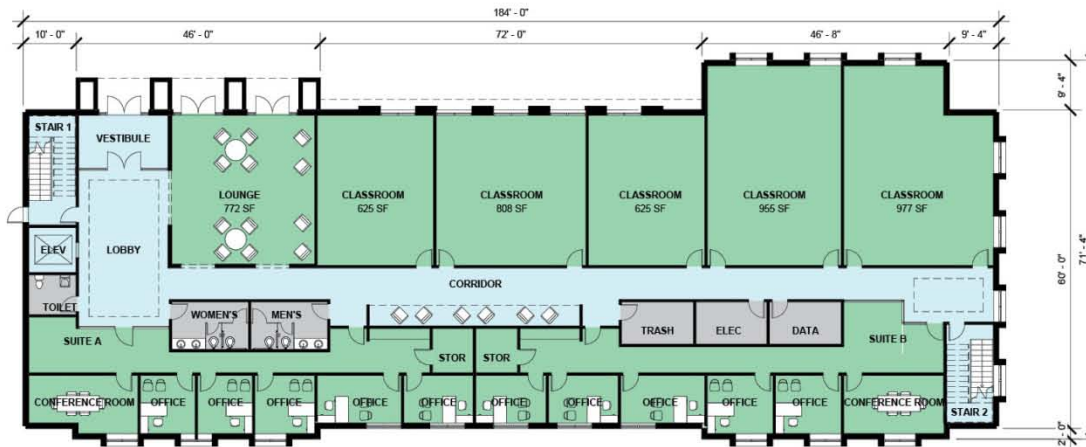 184' - 0"
10' - 0"
46' - 0"
72' - 0"
46' - 8"
9' - 4"
9' - 4"
STAIR 1
VESTIBULE
LOUNGE
772 SF
CLASSROOM
625 SF
CLASSROOM
808 SF
CLASSROOM
625 SF
CLASSROOM
955 SF
CLASSROOM
977 SF
ELEV
LOBBY
60' - 0"
71' - 4"
CORRIDOR
TOILET
WOMEN'S
MEN'S
TRASH
ELEC
DATA
SUITE A
STOR
STOR
SUITE B
CONFERENCE ROOM
OFFICE
OFFICE
OFFICE
OFFICE
OFFICE
OFFICE
OFFICE
OFFICE
OFFICE
OFFICE
CONFERENCE ROOM
STAIR 2
2' - 0"